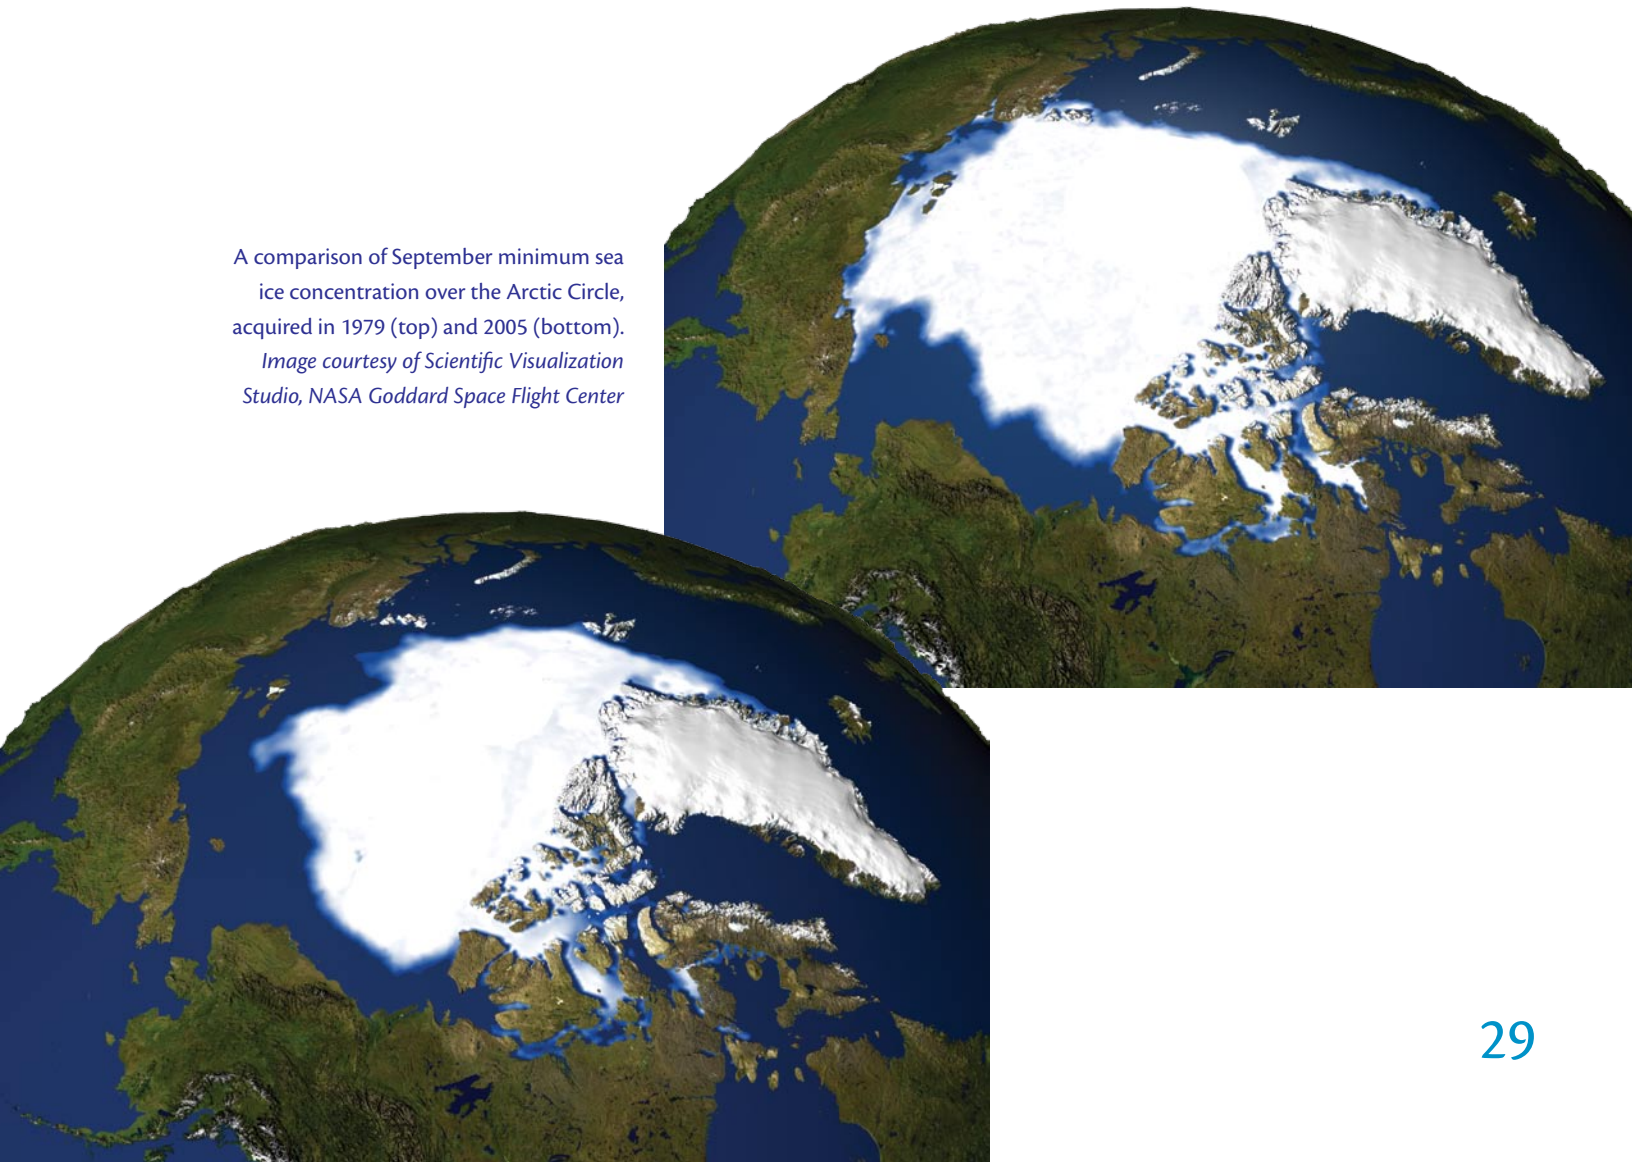 A comparison of September minimum sea
ice concentration over the Arctic Circle,
acquired in 1979 (top) and 2005 (bottom).
Image courtesy of Scientific Visualization
Studio, NASA Goddard Space Flight Center
29